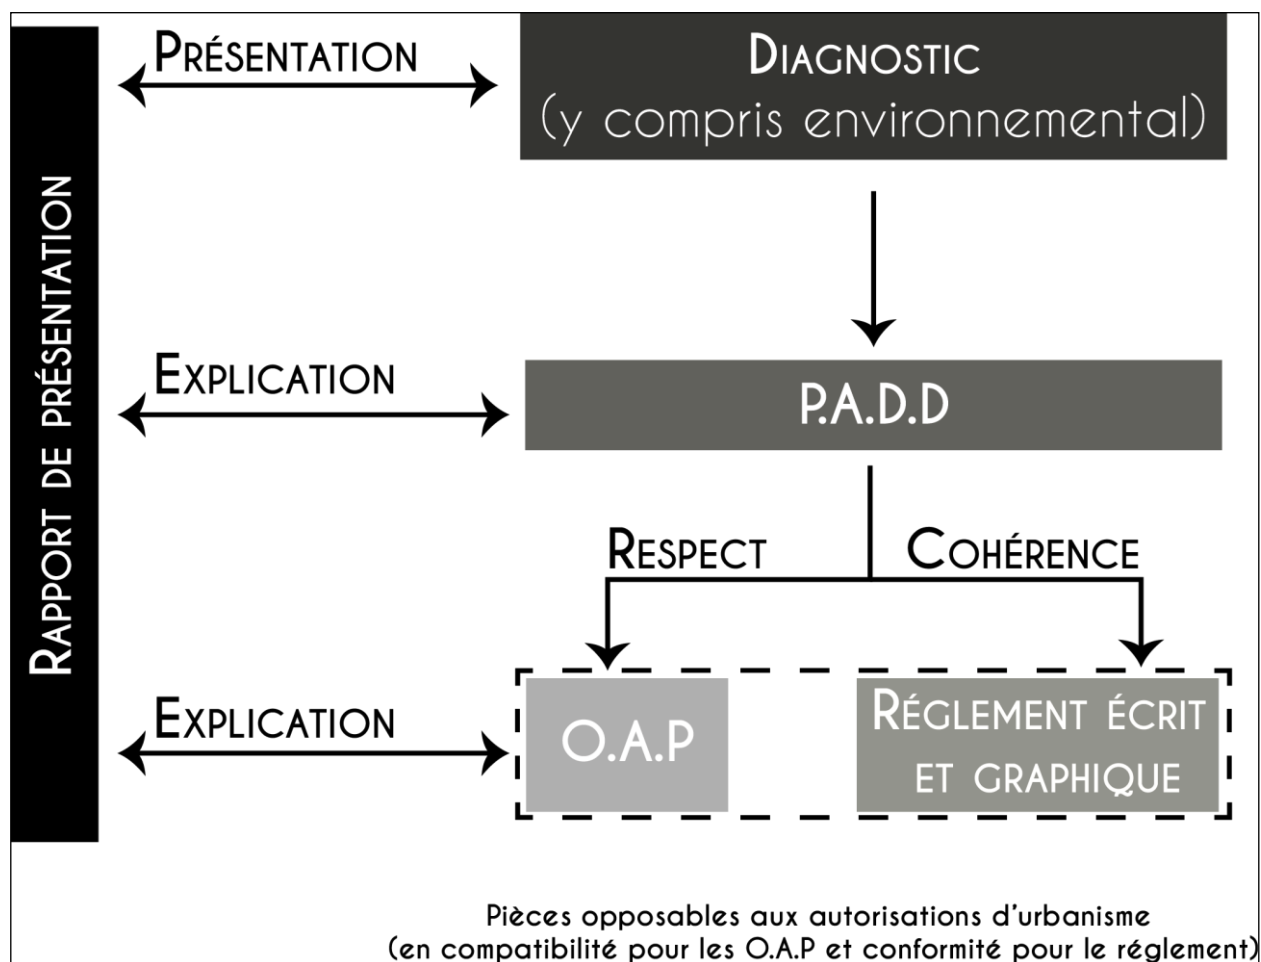 RAPPORT DE PRÉSENTATION
PRÉSENTATION
DIAGNOSTIC
(y compris environnemental)
EXPLICATION
P.A.D.D
RESPECT
COHÉRENCE
EXPLICATION
O.A.P
RÉGLEMENT ÉCRIT
ET GRAPHIQUE
Pièces opposables aux autorisations d'urbanisme
(en compatibilité pour les O.A.P et conformité pour le réglement)